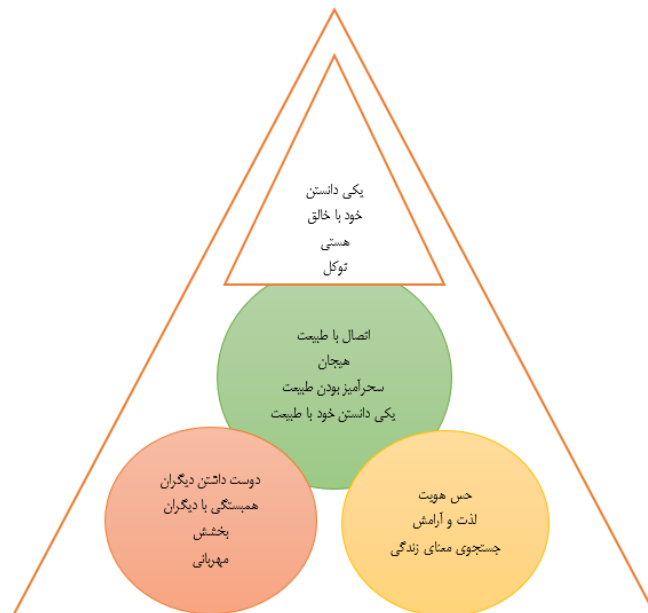 یکی دانستن
خود با خالق
هستی
توکل
اتصال با طبیعت
هیجان
سحرآمیز بودن طبیعت
یکی دانستن خود با طبیعت
حس هویت
لذت و آرامش
جستجوی معنای زندگی
دوست داشتن دیگران
همبستگی با دیگران
بخشش
مهربانی